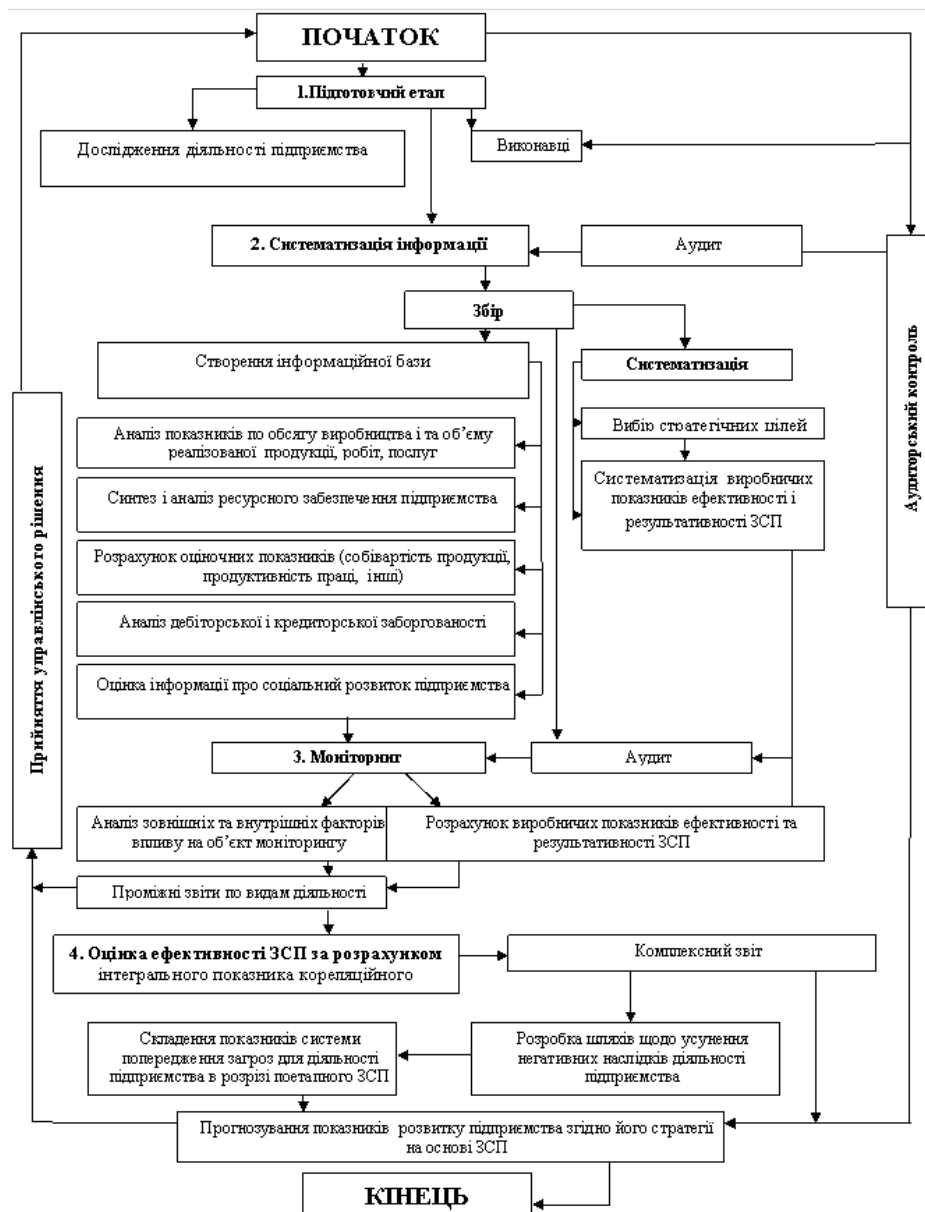 ПОЧАТОК
1.Підготовчий етап
Дослідження діяльності підприємства
Виконавці
2. Систематизація інформації
Аудит
Збір
Створення інформаційної бази
Систематизація
Аналіз показників по обсягу виробництва і та об’єму
реалізованої продукції, робіт, послуг
Вибір стратегічних цілей
Синтез і аналіз ресурсного забезпечення підприємства
Систематизація виробничих
показників ефективності і
результативності ЗСП
Розрахунок оціночних показників (собівартість продукції,
продуктивність праці, інші)
Аналіз дебіторської і кредиторської заборгованості
Оцінка інформації про соціальний розвиток підприємства
Прийняття управлінського рішення
Аудиторський контроль
3. Моніторинг
Аудит
Аналіз зовнішніх та внутрішніх факторів
впливу на об’єкт моніторингу
Розрахунок виробничих показників ефективності та
результативності ЗСП
Проміжні звіти по видам діяльності
4. Оцінка ефективності ЗСП за розрахунком
інтегрального показника кореляційного
Комплексний звіт
Складення показників системи
попередження загроз для діяльності
підприємства в розрізі поетапного ЗСП
Розробка шляхів щодо усунення
негативних наслідків діяльності
підприємства
Прогнозування показників розвитку підприємства згідно його стратегії
на основі ЗСП
КІНЕЦЬ